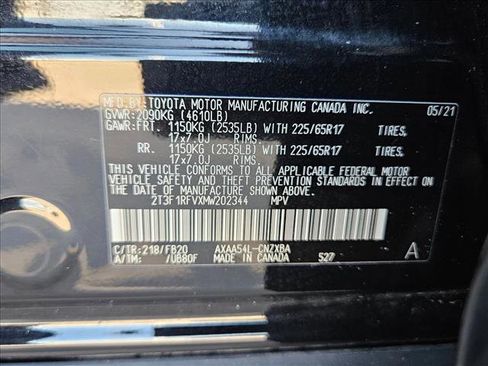 MFD.BY:TOYOTA MOTOR MANUFACTURING CANADA INC. 05/21
GVWR:2090KG (4610LB)
GAWR:FRT. 1150KG (2535LB) WITH 225/65R17 TIRES,
17x7.0J RIMS.
RR. 1150KG (2535LB) WITH 225/65R17 TIRES,
17x7.0J RIMS.
THIS VEHICLE CONFORMS TO ALL APPLICABLE FEDERAL MOTOR
VEHICLE SAFETY AND THEFT PREVENTION STANDARDS IN EFFECT
ON THE DATE OF MANUFACTURE SHOWN ABOVE.
2T3F1RFVXMW202344 MPV
C/TR:218/FB20 AXAA54L-CNZXBA
A/TM: /UB80F MADE IN CANADA 527 A